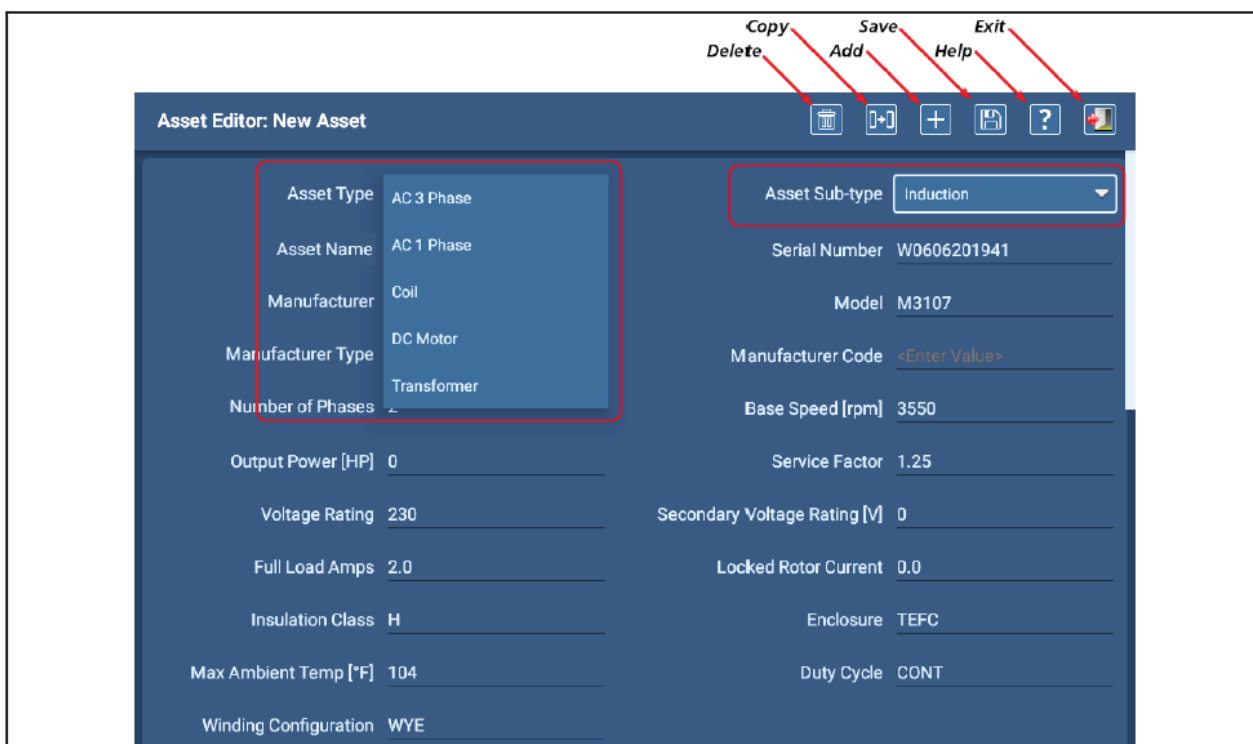 Copy Save Exit
Delete Add Help
Asset Editor: New Asset
Asset Type AC 3 Phase Asset Sub-type Induction
Asset Name AC 1 Phase Serial Number W0606201941
Manufacturer Coil Model M3107
Manufacturer Type DC Motor Manufacturer Code <Enter Value>
Transformer
Number of Phases Base Speed [rpm] 3550
Output Power [HP] 0 Service Factor 1.25
Voltage Rating 230 Secondary Voltage Rating [V] 0
Full Load Amps 2.0 Locked Rotor Current 0.0
Insulation Class H Enclosure TEFC
Max Ambient Temp [°F] 104 Duty Cycle CONT
Winding Configuration WYE